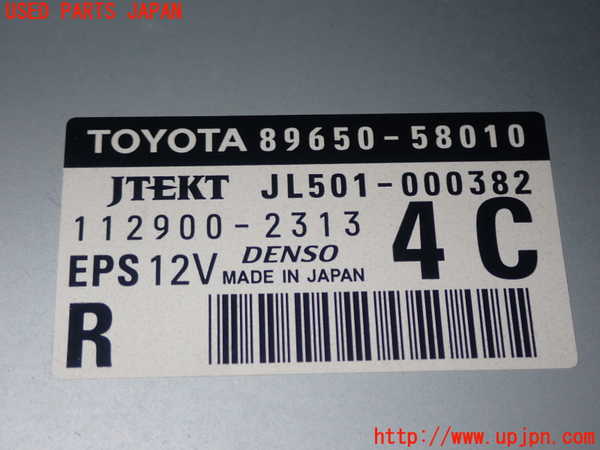 USED PARTS JAPAN
TOYOTA 89650-58010
JTEKT JL501-000382
112900-2313
EPS 12V DENSO 4C
MADE IN JAPAN
R
http://www.upjpn.com